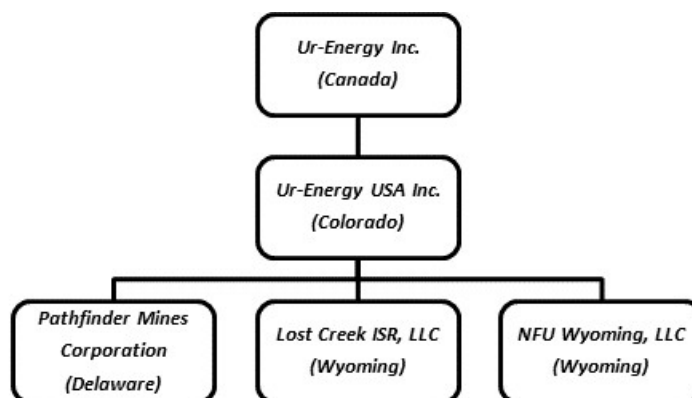 Ur-Energy Inc.
(Canada)
Ur-Energy USA Inc.
(Colorado)
Pathfinder Mines
Corporation
(Delaware)
Lost Creek ISR, LLC
(Wyoming)
NFU Wyoming, LLC
(Wyoming)